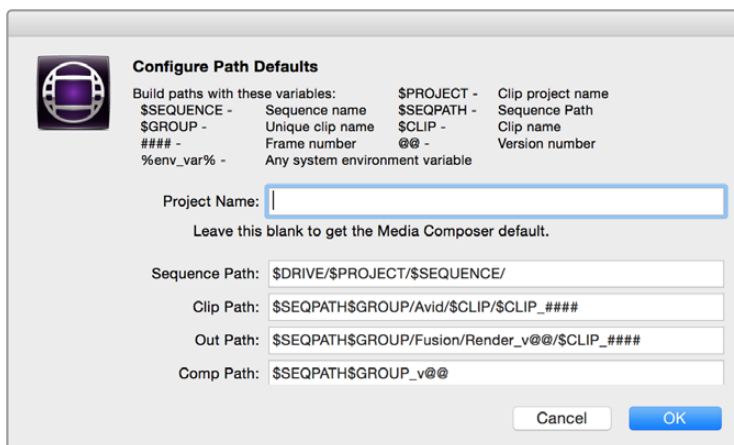 Configure Path Defaults
Build paths with these variables: $PROJECT - Clip project name
$SEQUENCE - Sequence name $SEQPATH - Sequence Path
$GROUP - Unique clip name $CLIP - Clip name
#### - Frame number @@ - Version number
%env_var% - Any system environment variable
Project Name:
Leave this blank to get the Media Composer default.
Sequence Path: $DRIVE/$PROJECT/$SEQUENCE/
Clip Path: $SEQPATH$GROUP/Avid/$CLIP/$CLIP_####
Out Path: $SEQPATH$GROUP/Fusion/Render_v@@/$CLIP_####
Comp Path: $SEQPATH$GROUP_v@@
Cancel OK